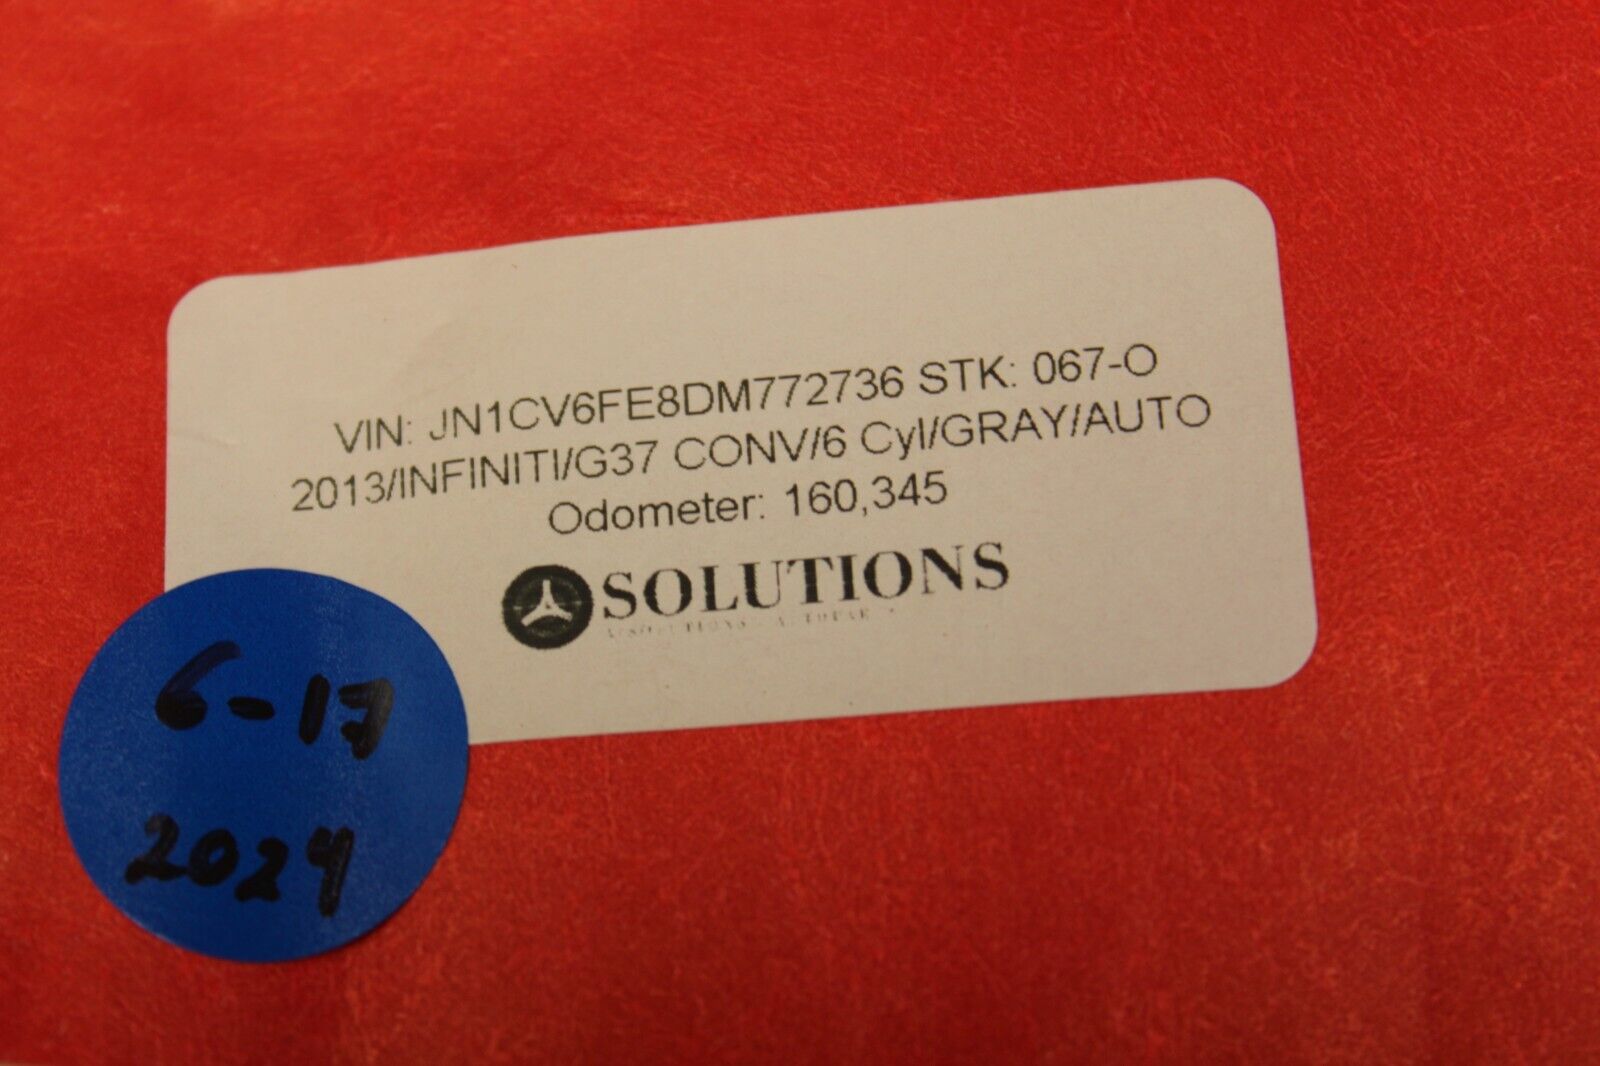 VIN: JN1CV6FE8DM772736 STK: 067-O
2013/INFINITI/G37 CONV/6 Cyl/GRAY/AUTO
Odometer: 160,345
SOLUTIONS
6-17
2024